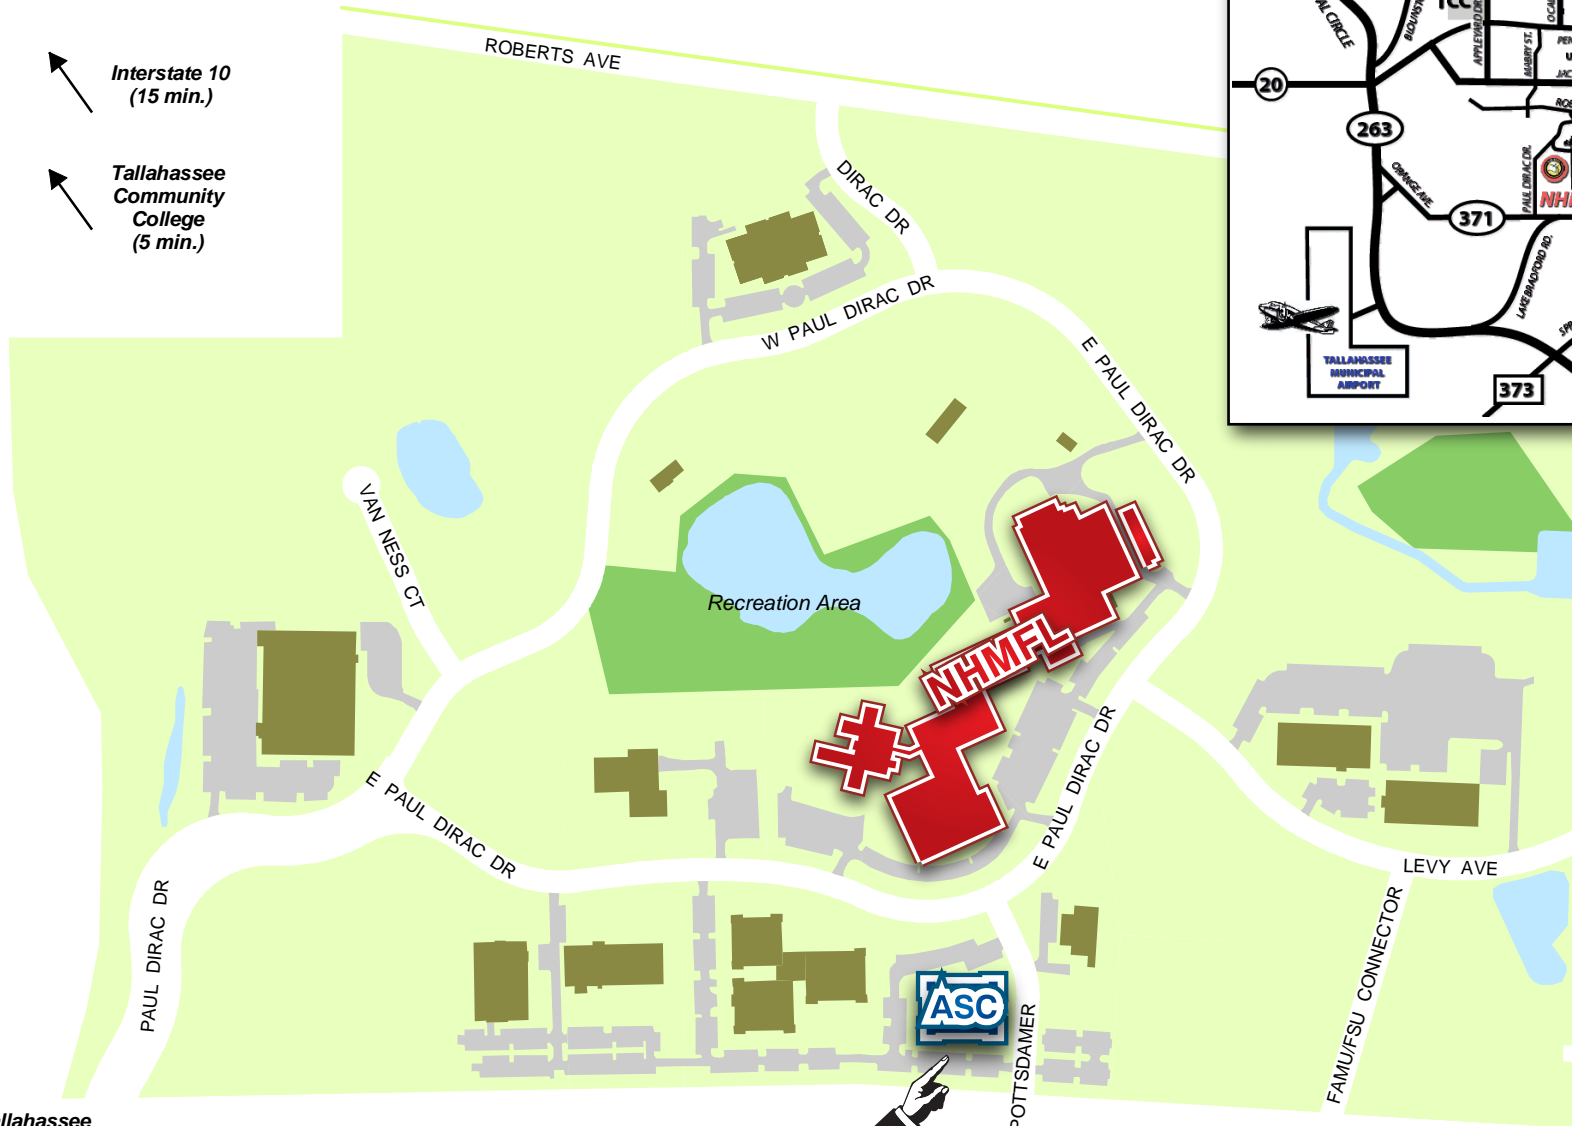 Interstate 10
(15 min.)
Tallahassee
Community
College
(5 min.)
ROBERTS AVE
DIRAC DR
W PAUL DIRAC DR
E PAUL DIRAC DR
VAN NESS CT
Recreation Area
NHMFL
E PAUL DIRAC DR
E PAUL DIRAC DR
PAUL DIRAC DR
LEVY AVE
FAMU/FSU CONNECTOR
ASC
POTTSDAMER
TCC
APPLEYARD DR
MABRY ST.
20
263
ORANGE AVE.
PAUL DIRAC DR.
371
LAKE BRADFORD RD.
TALLAHASSEE
MUNICIPAL
AIRPORT
373